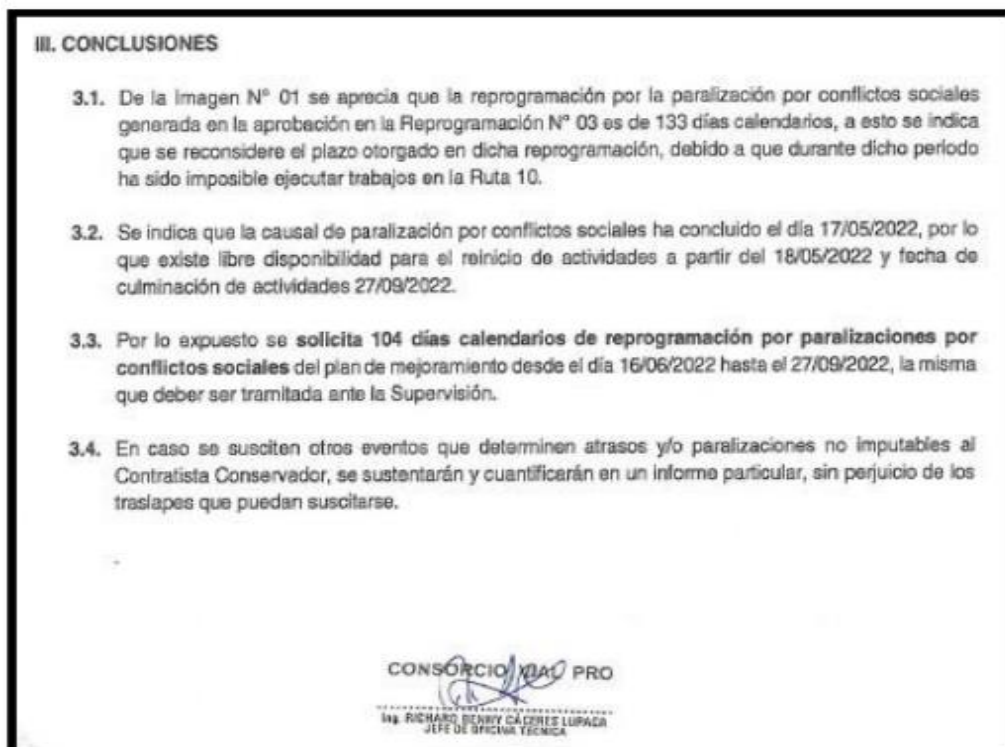 III. CONCLUSIONES
3.1. De la Imagen N° 01 se aprecia que la reprogramación por la paralización por conflictos sociales
generada en la aprobación en la Reprogramación N° 03 es de 133 días calendarios, a esto se indica
que se reconsidere el plazo otorgado en dicha reprogramación, debido a que durante dicho período
ha sido imposible ejecutar trabajos en la Ruta 10.
3.2. Se indica que la causal de paralización por conflictos sociales ha concluido el día 17/05/2022, por lo
que existe libre disponibilidad para el reinicio de actividades a partir del 18/05/2022 y fecha de
culminación de actividades 27/09/2022.
3.3. Por lo expuesto se solicita 104 días calendarios de reprogramación por paralizaciones por
conflictos sociales del plan de mejoramiento desde el día 16/06/2022 hasta el 27/09/2022, la misma
que deber ser tramitada ante la Supervisión.
3.4. En caso se susciten otros eventos que determinen atrasos y/o paralizaciones no imputables al
Contratista Conservador, se sustentarán y cuantificarán en un informe particular, sin perjuicio de los
traslapes que puedan suscitarse.
CONSORCIO VIAL PRO
Ing. RICHARD BENNY CÁCERES LUPACA
JEFE DE OFICINA TÉCNICA